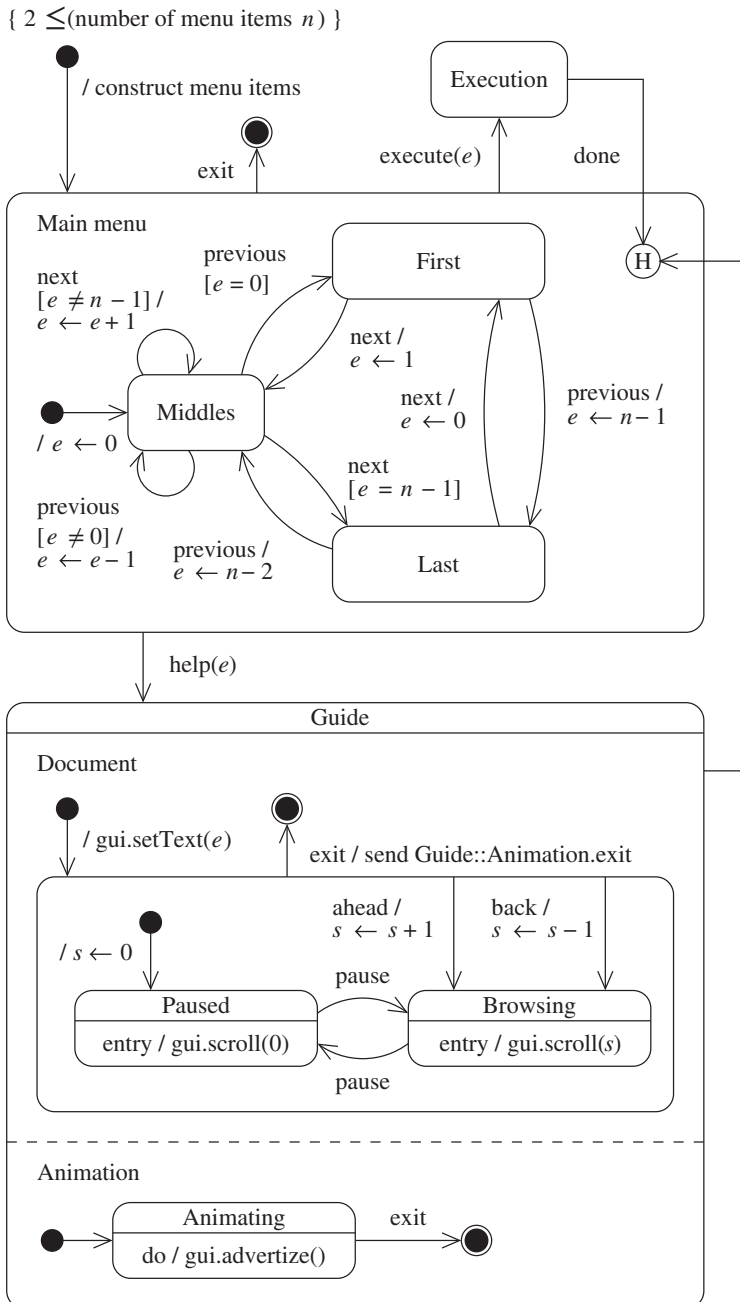 { 2 ≤(number of menu items n) }
/ construct menu items
Execution
exit
execute(e)
done
Main menu
H
First
previous
[e = 0]
next
[e ≠ n − 1] /
e ← e + 1
next /
e ← 1
Middles
/ e ← 0
next /
e ← 0
previous /
e ← n − 1
next
[e = n − 1]
previous
[e ≠ 0] /
e ← e − 1
previous /
e ← n − 2
Last
help(e)
Guide
Document
/ gui.setText(e)
exit / send Guide::Animation.exit
ahead /
s ← s + 1
back /
s ← s − 1
/ s ← 0
pause
Paused
entry / gui.scroll(0)
Browsing
entry / gui.scroll(s)
pause
Animation
Animating
do / gui.advertize()
exit